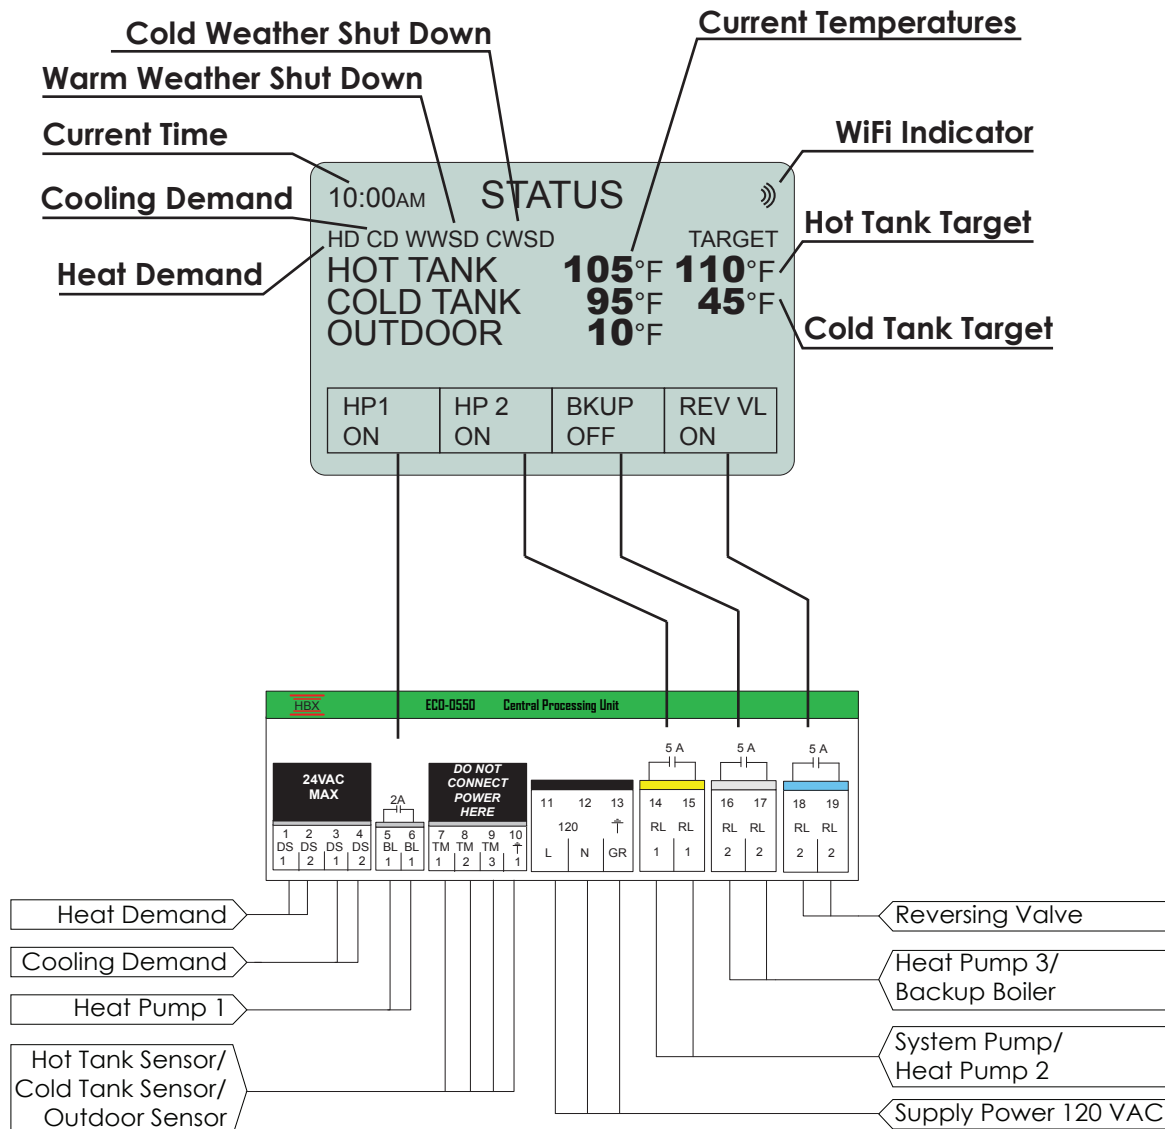 Cold Weather Shut Down
Current Temperatures
Warm Weather Shut Down
Current Time
WiFi Indicator
Cooling Demand
Hot Tank Target
Heat Demand
Cold Tank Target
10:00AM STATUS
HD CD WWSD CWSD TARGET
HOT TANK 105°F 110°F
COLD TANK 95°F 45°F
OUTDOOR 10°F
HP1 HP 2 BKUP REV VL
ON ON OFF ON
HBX ECO-0550 Central Processing Unit
24VAC
MAX
2A
DO NOT
CONNECT
POWER
HERE
5 A 5 A 5 A
1 2 3 4 5 6 7 8 9 10
DS DS DS DS BL BL TM TM TM
1 2 1 2 1 1 1 2 3 1
11 12 13
120
L N GR
14 15 16 17 18 19
RL RL RL RL RL RL
1 1 2 2 2 2
Heat Demand
Cooling Demand
Heat Pump 1
Hot Tank Sensor/
Cold Tank Sensor/
Outdoor Sensor
Reversing Valve
Heat Pump 3/
Backup Boiler
System Pump/
Heat Pump 2
Supply Power 120 VAC